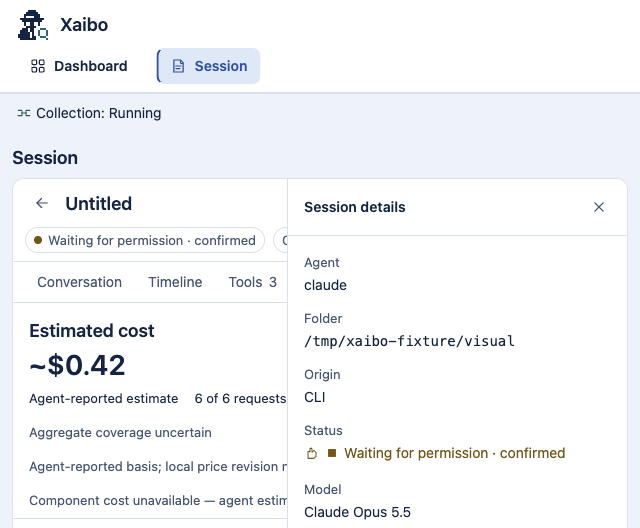 Xaibo
Dashboard
Session
Collection: Running
Session
Untitled
Waiting for permission · confirmed
Conversation Timeline Tools 3
Estimated cost
~$0.42
Agent-reported estimate 6 of 6 requests
Aggregate coverage uncertain
Agent-reported basis; local price revision
Component cost unavailable — agent
Session details
Agent
claude
Folder
/tmp/xaibo-fixture/visual
Origin
CLI
Status
Waiting for permission · confirmed
Model
Claude Opus 5.5